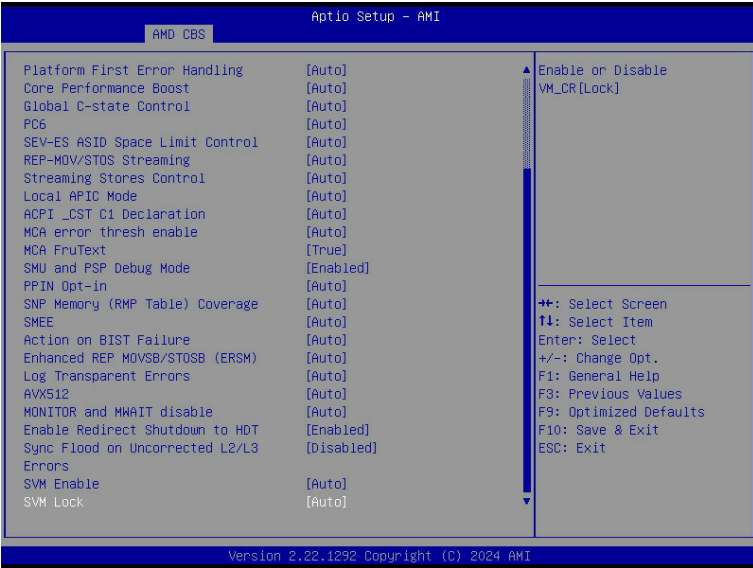 Aptio Setup – AMI
AMD CBS
Platform First Error Handling [Auto]
Core Performance Boost [Auto]
Global C-state Control [Auto]
PC6 [Auto]
SEV-ES ASID Space Limit Control [Auto]
REP-MOV/STOS Streaming [Auto]
Streaming Stores Control [Auto]
Local APIC Mode [Auto]
ACPI _CST C1 Declaration [Auto]
MCA error thresh enable [Auto]
MCA FruText [True]
SMU and PSP Debug Mode [Enabled]
PPIN Opt-in [Auto]
SNP Memory (RMP Table) Coverage [Auto]
SMEE [Auto]
Action on BIST Failure [Auto]
Enhanced REP MOVSB/STOSB (ERSM) [Auto]
Log Transparent Errors [Auto]
AVX512 [Auto]
MONITOR and MWAIT disable [Auto]
Enable Redirect Shutdown to HDT [Enabled]
Sync Flood on Uncorrected L2/L3 [Disabled]
Errors
SVM Enable [Auto]
SVM Lock [Auto]
Enable or Disable
VM_CR[Lock]
→←: Select Screen
↑↓: Select Item
Enter: Select
+/-: Change Opt.
F1: General Help
F3: Previous Values
F9: Optimized Defaults
F10: Save & Exit
ESC: Exit
Version 2.22.1292 Copyright (C) 2024 AMI